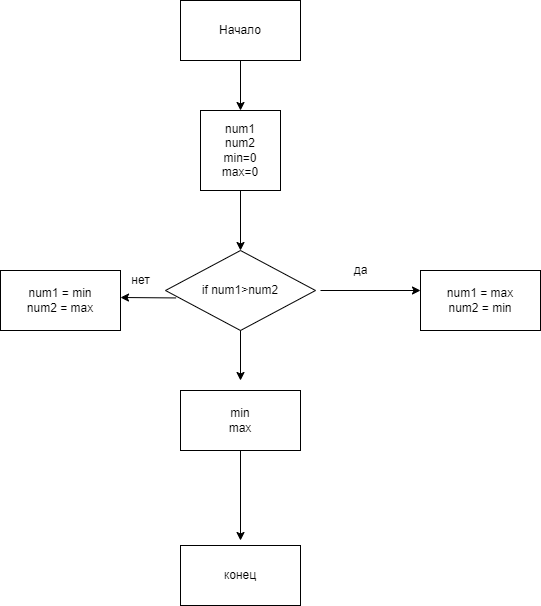 Начало
num1
num2
min=0
max=0
нет
if num1>num2
да
num1 = min
num2 = max
num1 = max
num2 = min
min
max
конец